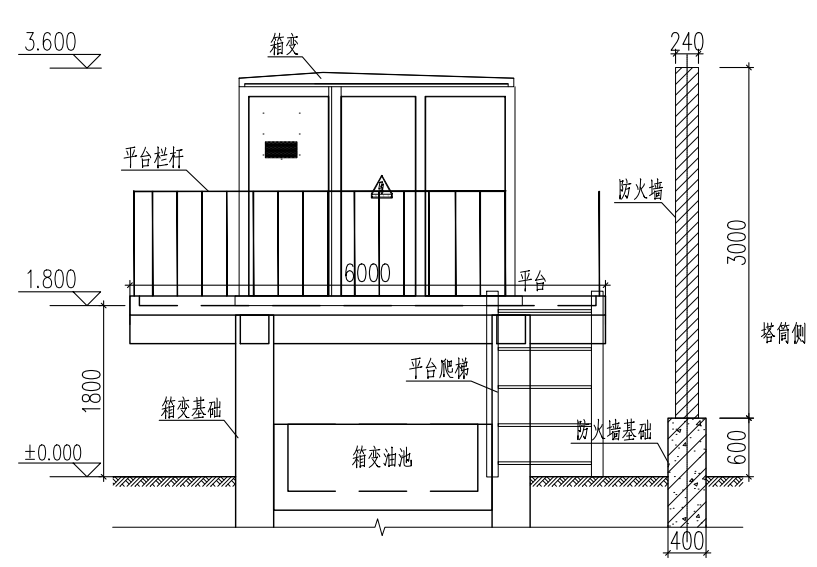 3.600
箱变
240
平台栏杆
防火墙
3000
6000
平台
1.800
塔筒侧
1800
平台爬梯
箱变基础
防火墙基础
600
±0.000
箱变油池
400